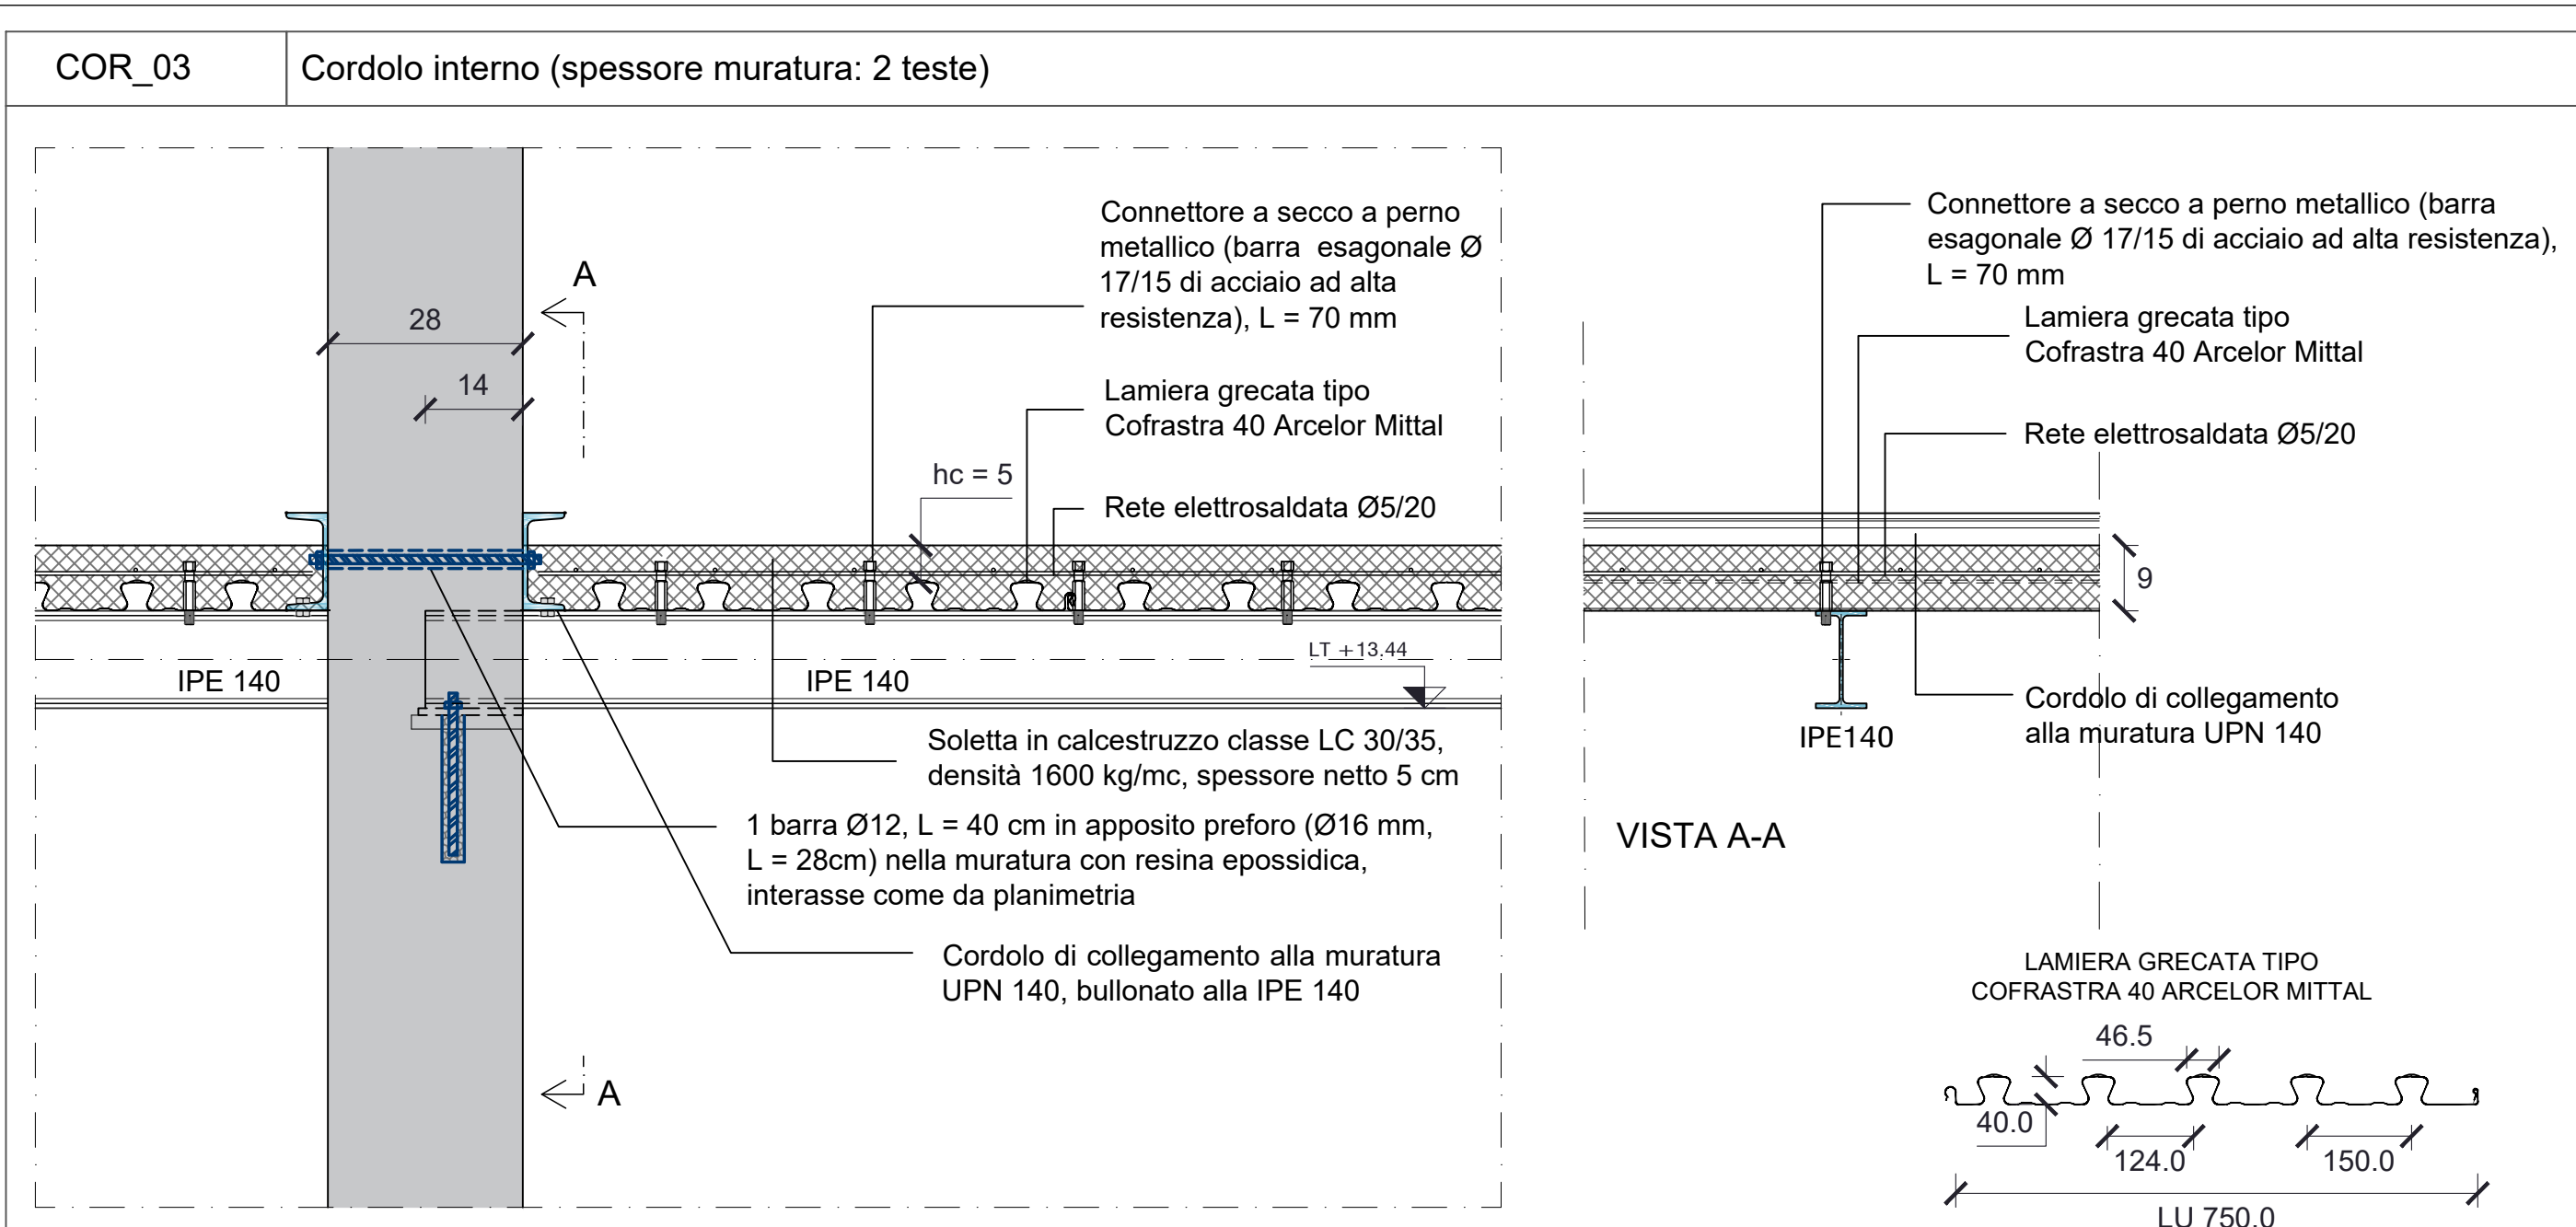 COR_03
Cordolo interno (spessore muratura: 2 teste)
Connettore a secco a perno
metallico (barra esagonale Ø
17/15 di acciaio ad alta
resistenza), L = 70 mm
A
28
14
Lamiera grecata tipo
Cofrastra 40 Arcelor Mittal
hc = 5
Rete elettrosaldata Ø5/20
LT +13.44
IPE 140
IPE 140
Soletta in calcestruzzo classe LC 30/35,
densità 1600 kg/mc, spessore netto 5 cm
1 barra Ø12, L = 40 cm in apposito preforo (Ø16 mm,
L = 28cm) nella muratura con resina epossidica,
interasse come da planimetria
Cordolo di collegamento alla muratura
UPN 140, bullonato alla IPE 140
A
Connettore a secco a perno metallico (barra
esagonale Ø 17/15 di acciaio ad alta resistenza),
L = 70 mm
Lamiera grecata tipo
Cofrastra 40 Arcelor Mittal
Rete elettrosaldata Ø5/20
9
Cordolo di collegamento
alla muratura UPN 140
IPE140
VISTA A-A
LAMIERA GRECATA TIPO
COFRASTRA 40 ARCELOR MITTAL
46.5
40.0
124.0
150.0
LU 750.0